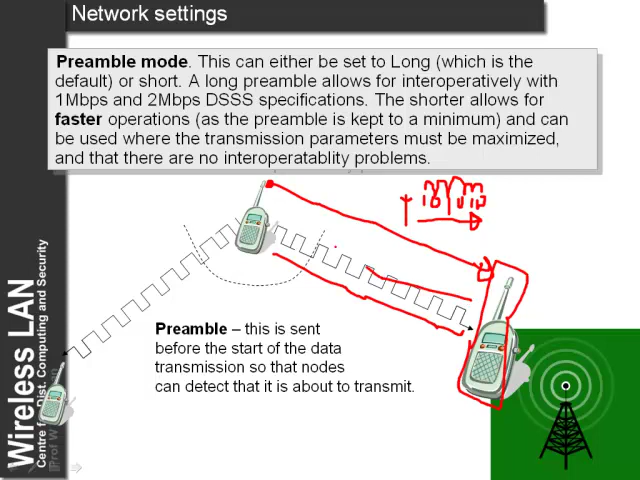 Network settings
Preamble mode. This can either be set to Long (which is the
default) or short. A long preamble allows for interoperatively with
1Mbps and 2Mbps DSSS specifications. The shorter allows for
faster operations (as the preamble is kept to a minimum) and can
be used where the transmission parameters must be maximized,
and that there are no interoperatablity problems.
Preamble – this is sent
before the start of the data
transmission so that nodes
can detect that it is about to transmit.
Wireless LAN
Centre for Dist. Computing and Security
Prof W